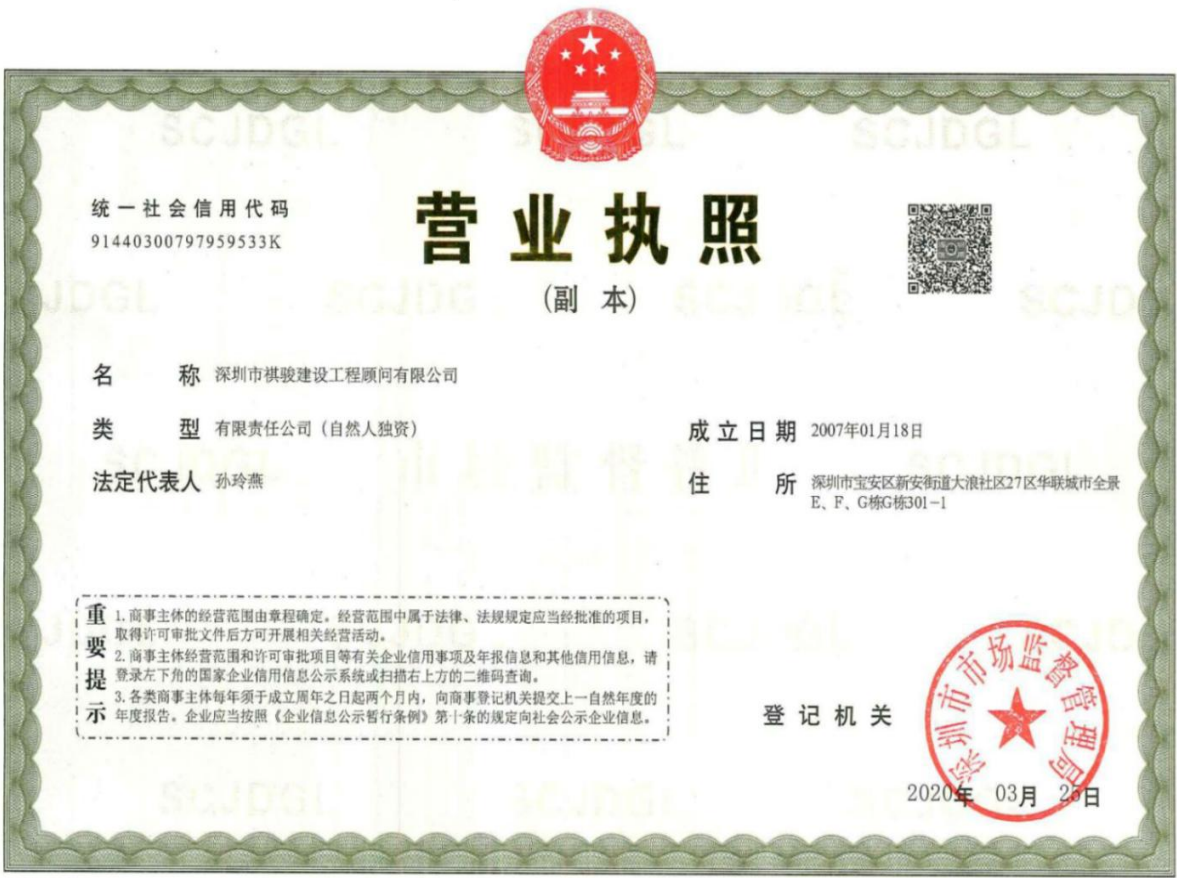 统一社会信用代码
91440300797959533K
营业执照
(副 本)
名 称 深圳市祺骏建设工程顾问有限公司
类 型 有限责任公司（自然人独资）
法定代表人 孙玲燕
成立日期 2007年01月18日
住 所 深圳市宝安区新安街道大浪社区27区华联城市全景
E、F、G栋G栋301-1
重要提示
1.商事主体的经营范围由章程确定。经营范围中属于法律、法规规定应当经批准的项目，
取得许可审批文件后方可开展相关经营活动。
2.商事主体经营范围和许可审批项目等有关企业信用事项及年报信息和其他信用信息，请
登录左下角的国家企业信用信息公示系统或扫描右上方的二维码查询。
3.各类商事主体每年须于成立周年之日起两个月内，向商事登记机关提交上一自然年度的
年度报告。企业应当按照《企业信息公示暂行条例》第十条的规定向社会公示企业信息。
登记机关
深圳市市场监督管理局
2020年 03月 日
SCJDGL